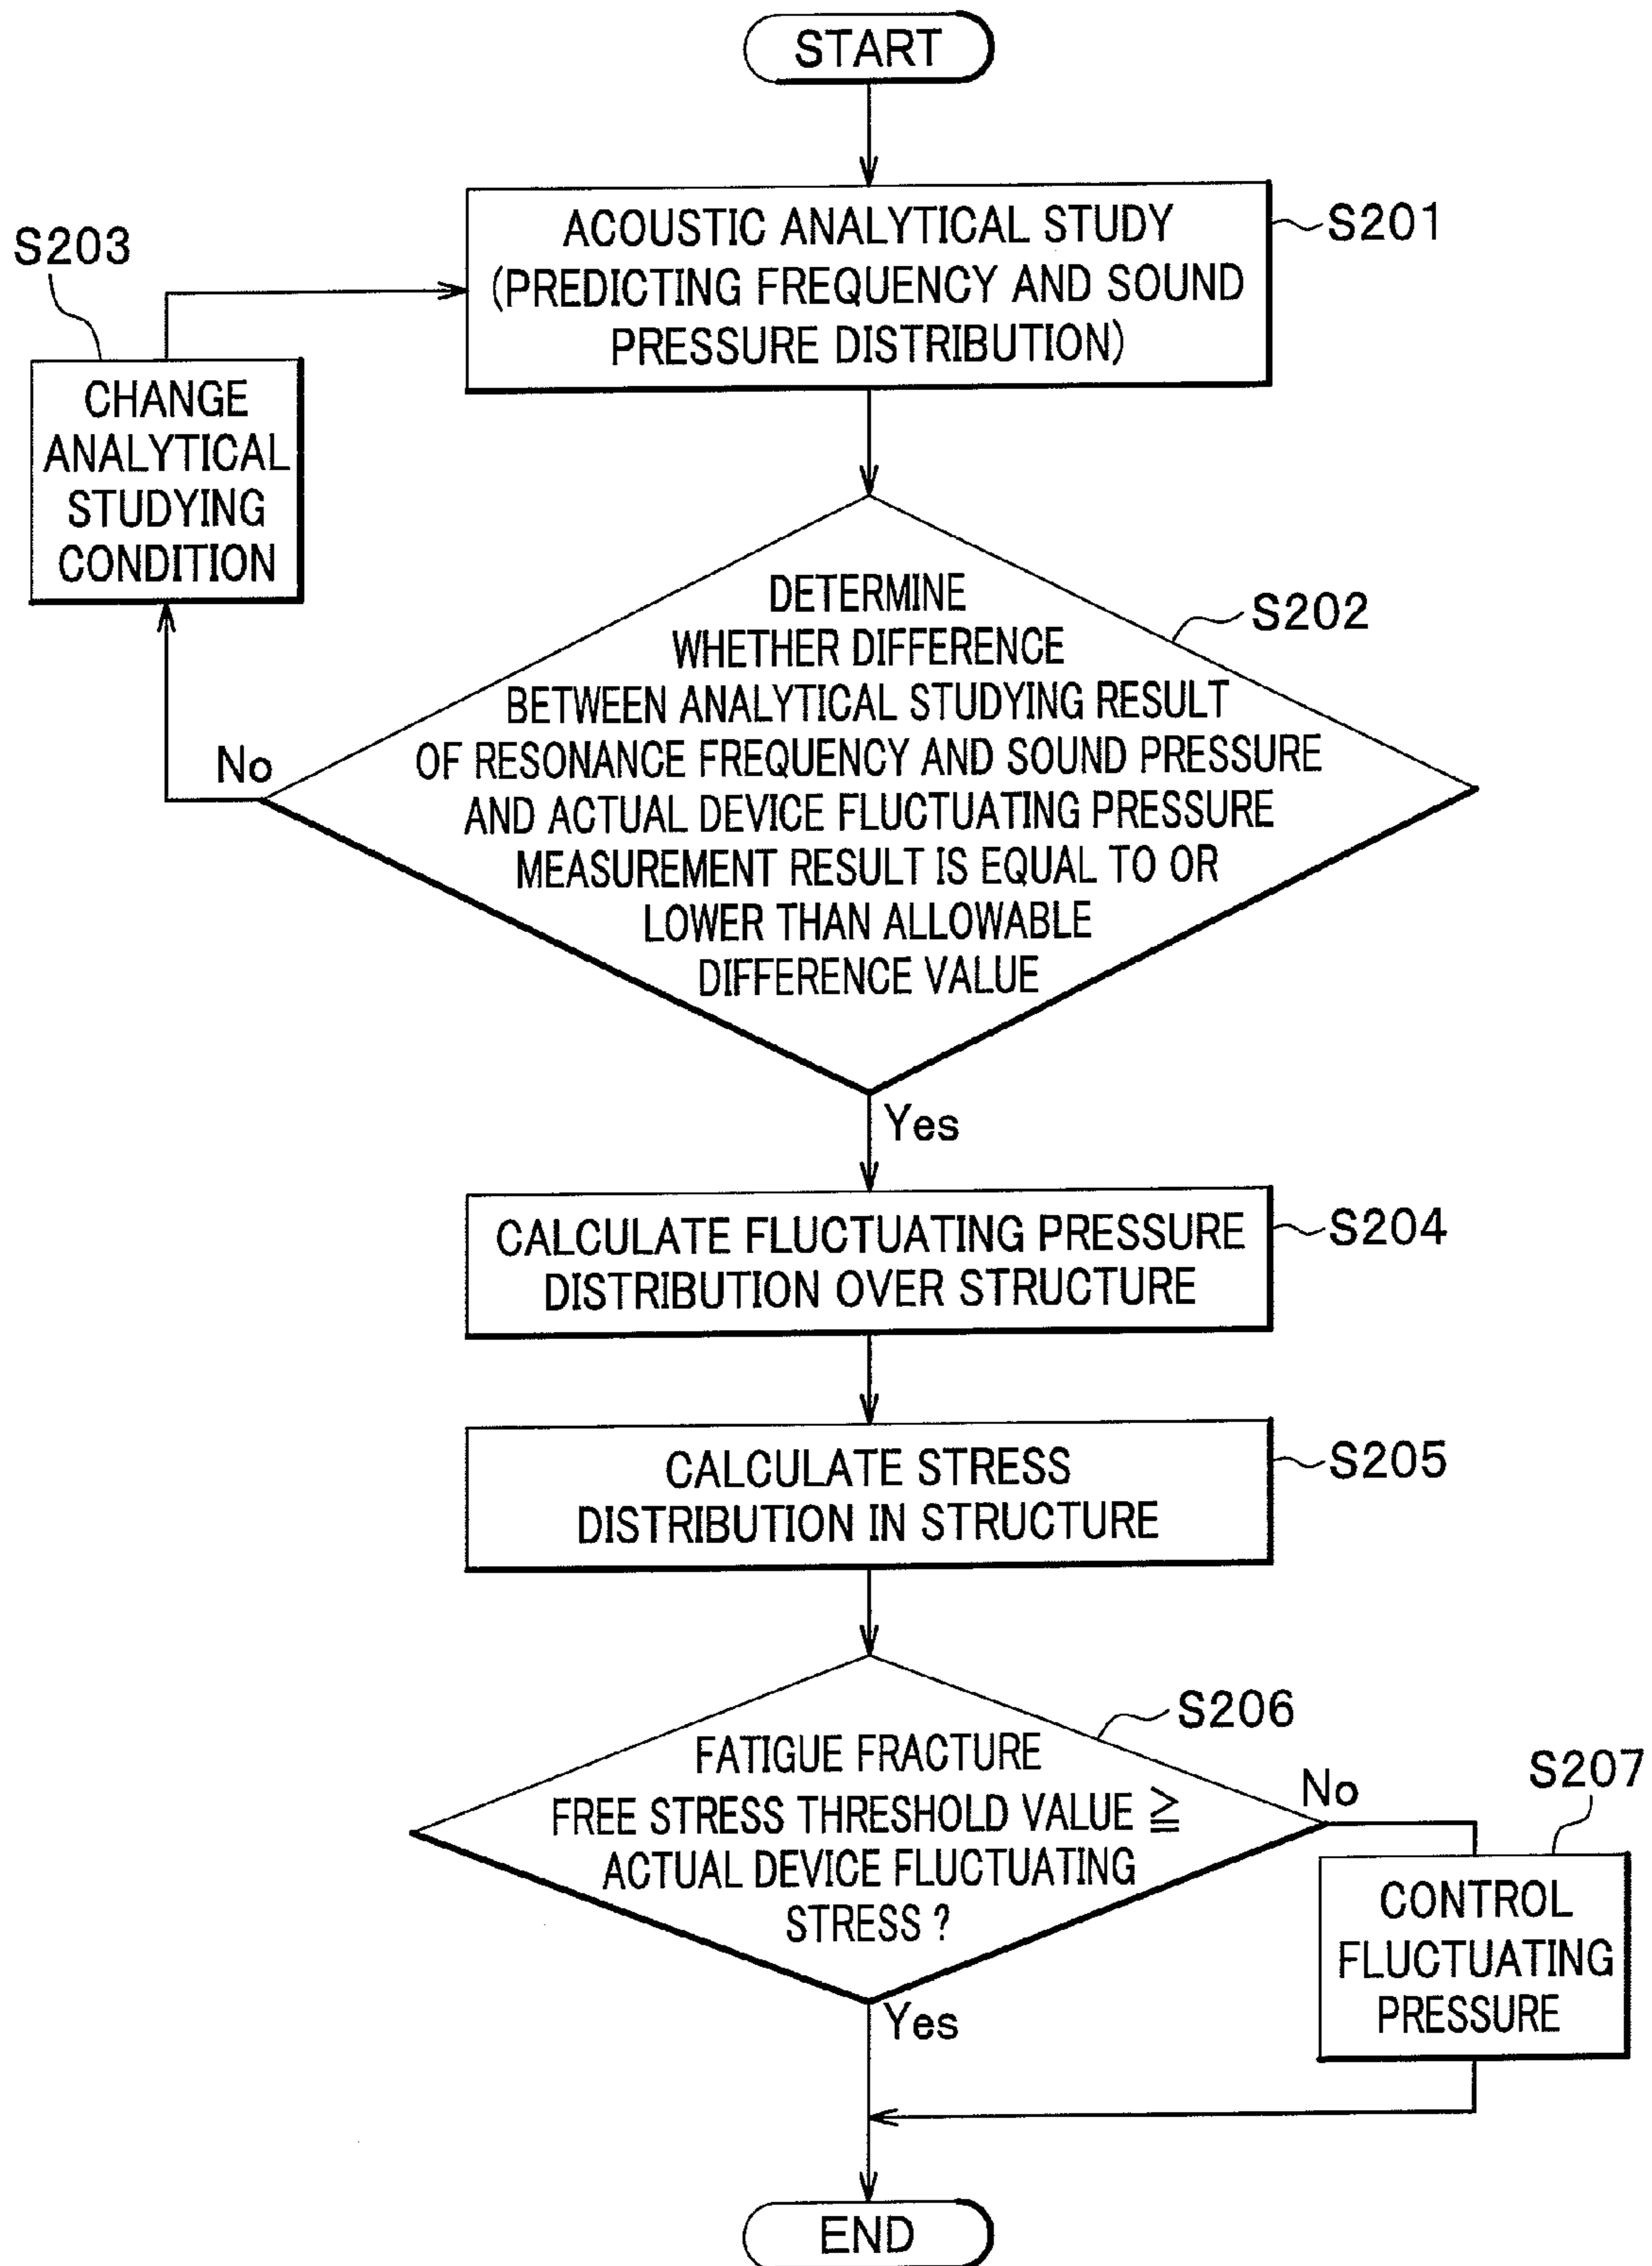 START
ACOUSTIC ANALYTICAL STUDY
(PREDICTING FREQUENCY AND SOUND
PRESSURE DISTRIBUTION)
S201
S203
CHANGE
ANALYTICAL
STUDYING
CONDITION
DETERMINE
WHETHER DIFFERENCE
BETWEEN ANALYTICAL STUDYING RESULT
OF RESONANCE FREQUENCY AND SOUND PRESSURE
AND ACTUAL DEVICE FLUCTUATING PRESSURE
MEASUREMENT RESULT IS EQUAL TO OR
LOWER THAN ALLOWABLE
DIFFERENCE VALUE
S202
No
Yes
CALCULATE FLUCTUATING PRESSURE
DISTRIBUTION OVER STRUCTURE
S204
CALCULATE STRESS
DISTRIBUTION IN STRUCTURE
S205
FATIGUE FRACTURE
FREE STRESS THRESHOLD VALUE ≧
ACTUAL DEVICE FLUCTUATING
STRESS ?
S206
No
S207
CONTROL
FLUCTUATING
PRESSURE
Yes
END